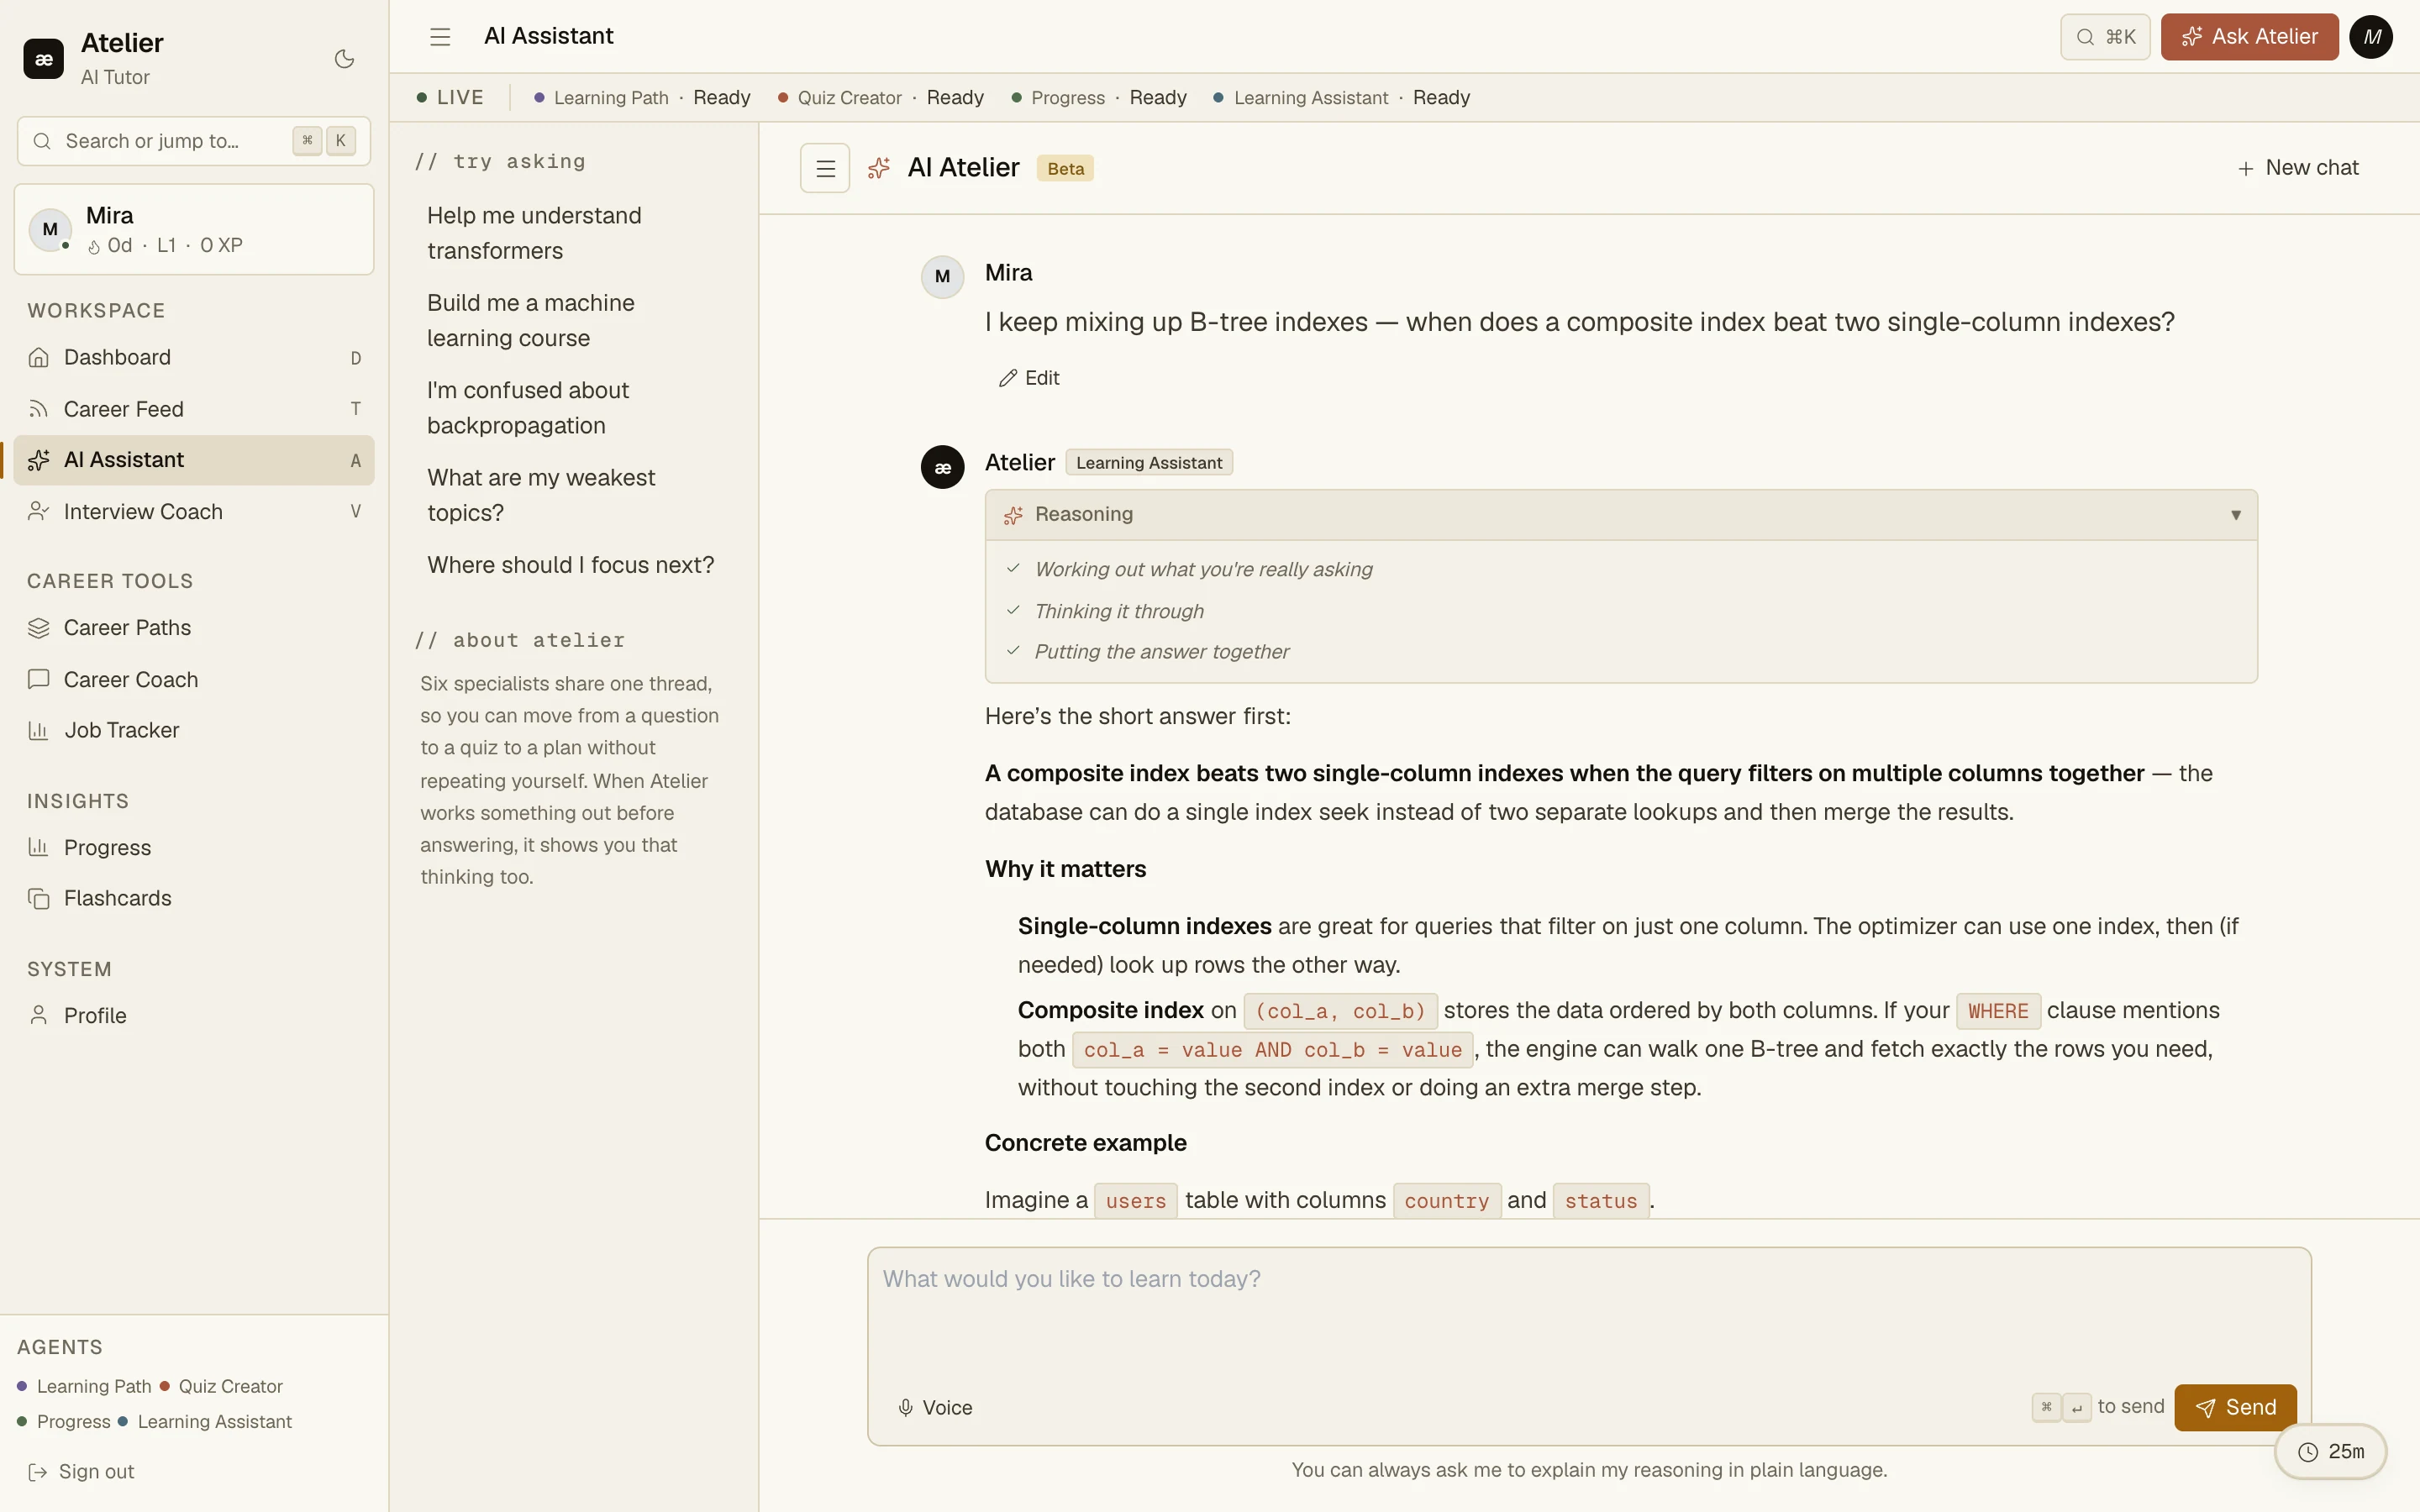 æ
Atelier
AI Tutor
Search or jump to...
⌘ K
M
Mira
0d · L1 · 0 XP
WORKSPACE
Dashboard D
Career Feed T
AI Assistant A
Interview Coach V
CAREER TOOLS
Career Paths
Career Coach
Job Tracker
INSIGHTS
Progress
Flashcards
SYSTEM
Profile
AGENTS
Learning Path Quiz Creator
Progress Learning Assistant
Sign out
AI Assistant
⌘K
Ask Atelier
M
LIVE
Learning Path · Ready
Quiz Creator · Ready
Progress · Ready
Learning Assistant · Ready
// try asking
Help me understand
transformers
Build me a machine
learning course
I'm confused about
backpropagation
What are my weakest
topics?
Where should I focus next?
// about atelier
Six specialists share one thread,
so you can move from a question
to a quiz to a plan without
repeating yourself. When Atelier
works something out before
answering, it shows you that
thinking too.
AI Atelier Beta
+ New chat
M
Mira
I keep mixing up B-tree indexes — when does a composite index beat two single-column indexes?
Edit
æ
Atelier Learning Assistant
Reasoning ▼
✓ Working out what you're really asking
✓ Thinking it through
✓ Putting the answer together
Here’s the short answer first:
A composite index beats two single-column indexes when the query filters on multiple columns together — the
database can do a single index seek instead of two separate lookups and then merge the results.
Why it matters
Single-column indexes are great for queries that filter on just one column. The optimizer can use one index, then (if
needed) look up rows the other way.
Composite index on (col_a, col_b) stores the data ordered by both columns. If your WHERE clause mentions
both col_a = value AND col_b = value, the engine can walk one B-tree and fetch exactly the rows you need,
without touching the second index or doing an extra merge step.
Concrete example
Imagine a users table with columns country and status.
What would you like to learn today?
Voice
⌘ ↵ to send
Send
25m
You can always ask me to explain my reasoning in plain language.